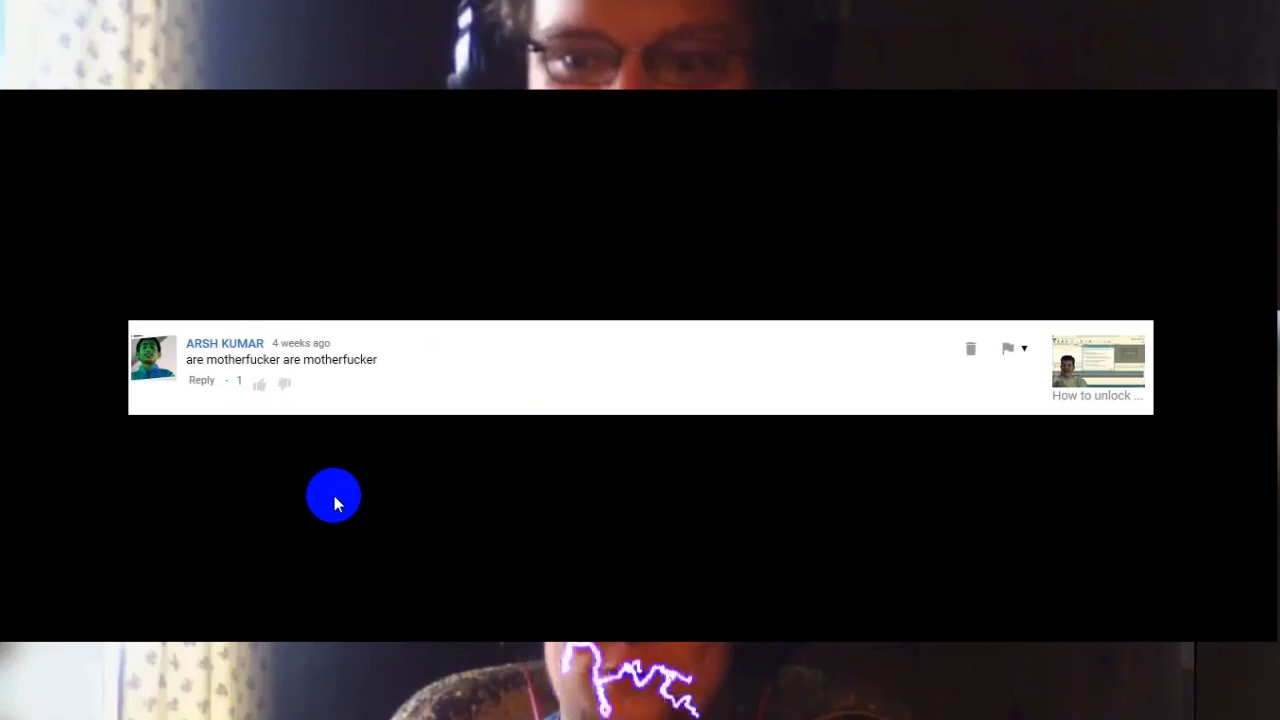 ARSH KUMAR 4 weeks ago
are motherfucker are motherfucker
Reply · 1
How to unlock ...